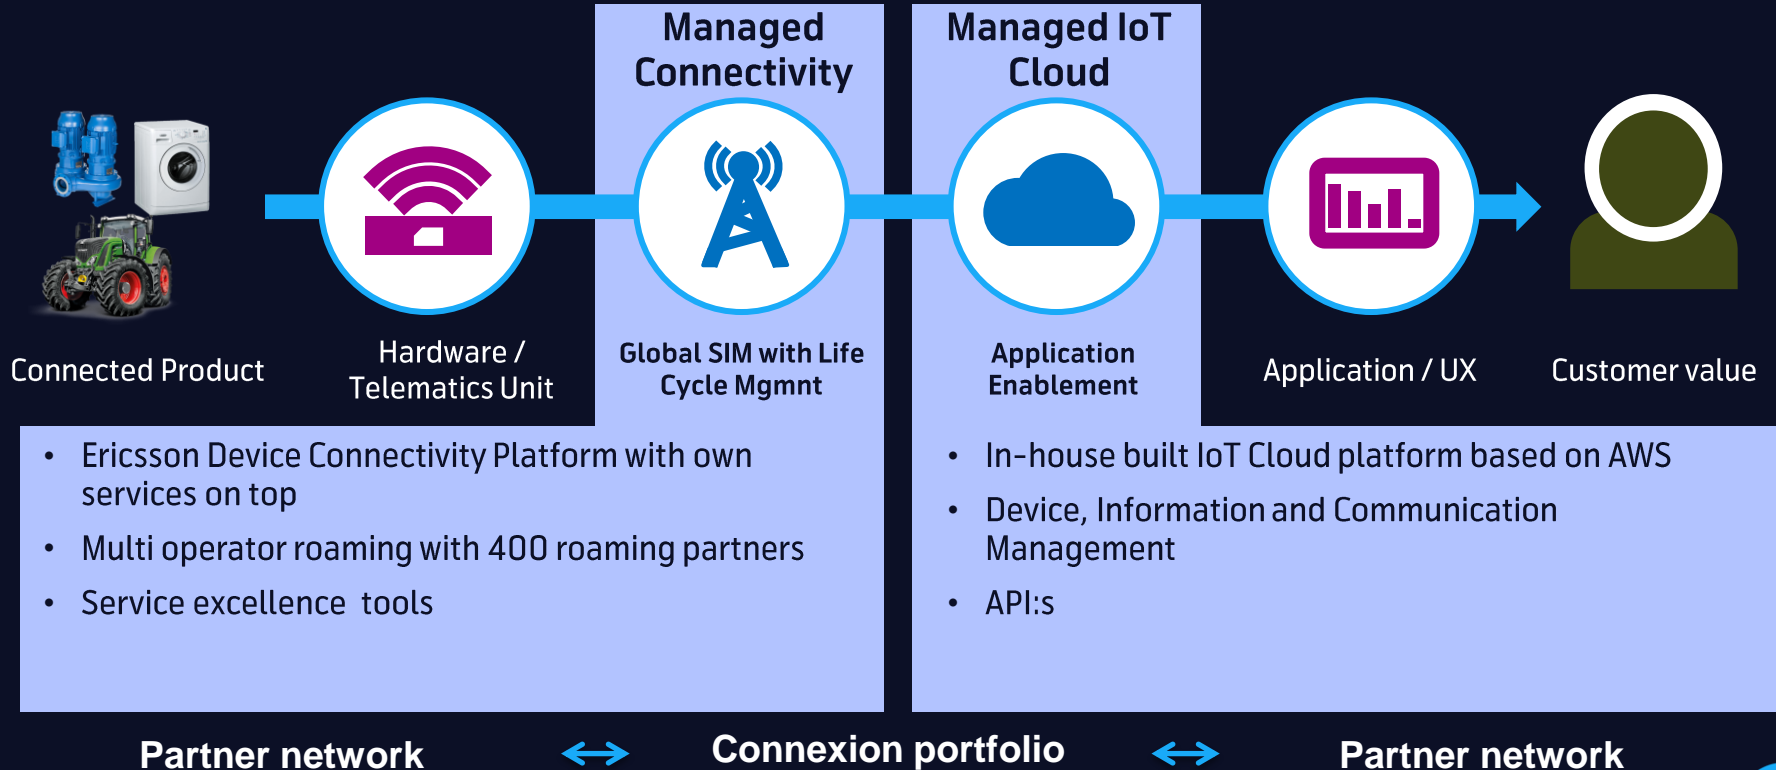 Managed
Connectivity
Managed IoT
Cloud
Connected Product
Hardware /
Telematics Unit
Global SIM with Life
Cycle Mgmnt
Application
Enablement
Application / UX
Customer value
• Ericsson Device Connectivity Platform with own
services on top
• Multi operator roaming with 400 roaming partners
• Service excellence tools
• In-house built IoT Cloud platform based on AWS
• Device, Information and Communication
Management
• API:s
Partner network
Connexion portfolio
Partner network